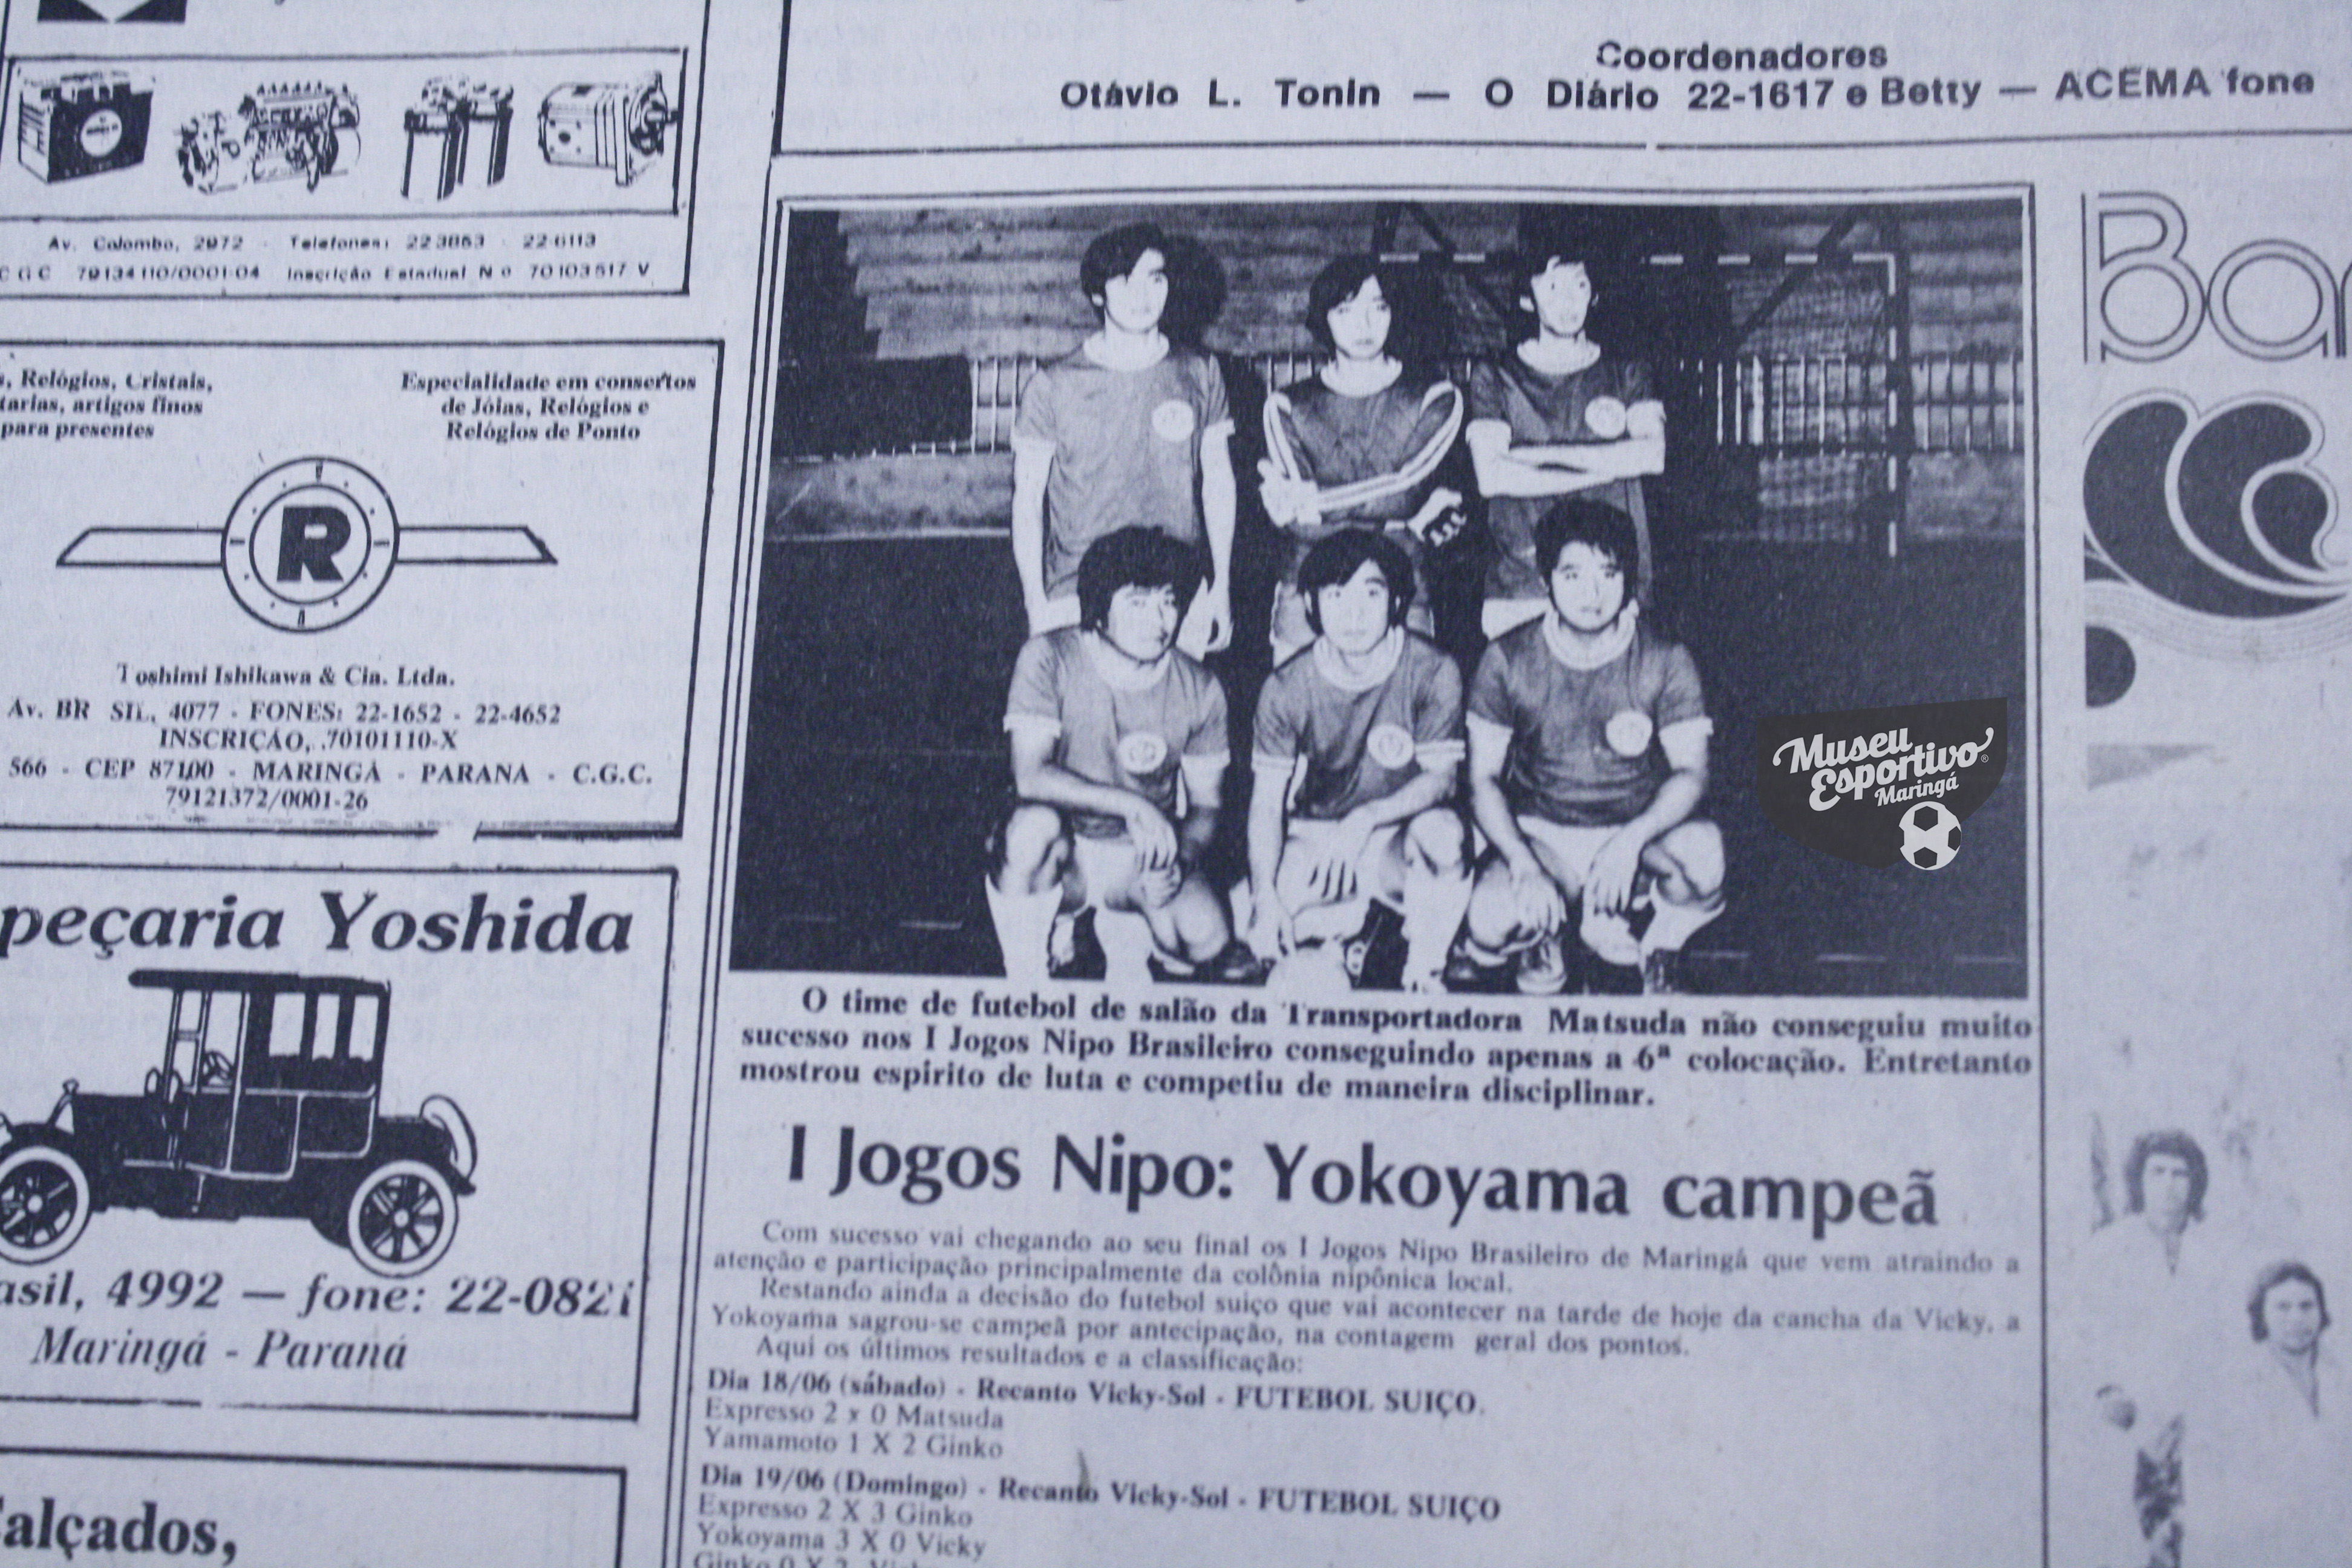 Av. Colombo, 2972 - Telefones: 22 3863 - 22-6113
C G C 79134110/0001-04 Inscrição Estadual N o 70103517 V
Relógios, Cristais,
artigos finos
para presentes
Especialidade em consertos
de Jóias, Relógios e
Relógios de Ponto
R
Toshimi Ishikawa & Cia. Ltda.
Av. BR SIL, 4077 - FONES: 22-1652 - 22-4652
INSCRIÇÃO, .70101110-X
566 - CEP 87100 - MARINGÁ - PARANA - C.G.C.
79121372/0001-26
peçaria Yoshida
asil, 4992 — fone: 22-0821
Maringá - Paraná
alçados,
Coordenadores
Otávio L. Tonin — O Diário 22-1617 e Betty — ACEMA fone
Museu
Esportivo®
Maringá
O time de futebol de salão da Transportadora Matsuda não conseguiu muito
sucesso nos I Jogos Nipo Brasileiro conseguindo apenas a 6ª colocação. Entretanto
mostrou espirito de luta e competiu de maneira disciplinar.
I Jogos Nipo: Yokoyama campeã
Com sucesso vai chegando ao seu final os I Jogos Nipo Brasileiro de Maringá que vem atraindo a
atenção e participação principalmente da colônia nipônica local.
Restando ainda a decisão do futebol suiço que vai acontecer na tarde de hoje da cancha da Vicky, a
Yokoyama sagrou-se campeã por antecipação, na contagem geral dos pontos.
Aqui os últimos resultados e a classificação:
Dia 18/06 (sábado) - Recanto Vicky-Sol - FUTEBOL SUIÇO.
Expresso 2 x 0 Matsuda
Yamamoto 1 X 2 Ginko
Dia 19/06 (Domingo) - Recanto Vicky-Sol - FUTEBOL SUIÇO
Expresso 2 X 3 Ginko
Yokoyama 3 X 0 Vicky
Ginko 0 X 2
Ba